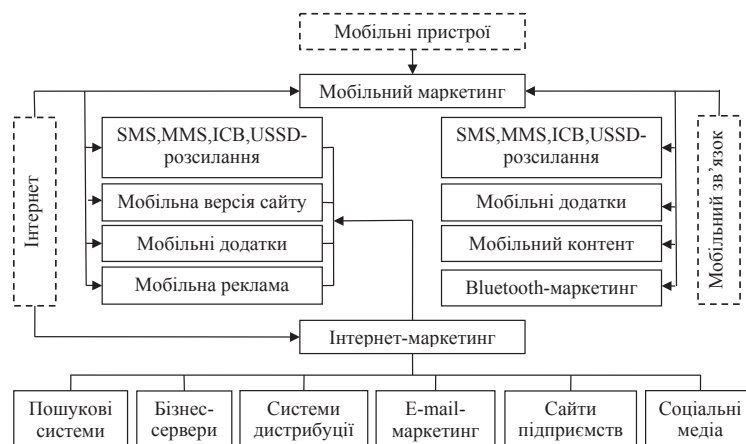 Мобільні пристрої
Мобільний маркетинг
Інтернет
SMS,MMS,ICB,USSD-
розсилання
Мобільна версія сайту
Мобільні додатки
Мобільна реклама
SMS,MMS,ICB,USSD-
розсилання
Мобільні додатки
Мобільний контент
Bluetooth-маркетинг
Мобільний зв’язок
Інтернет-маркетинг
Пошукові
системи
Бізнес-
сервери
Системи
дистрибуції
E-mail-
маркетинг
Сайти
підприємств
Соціальні
медіа